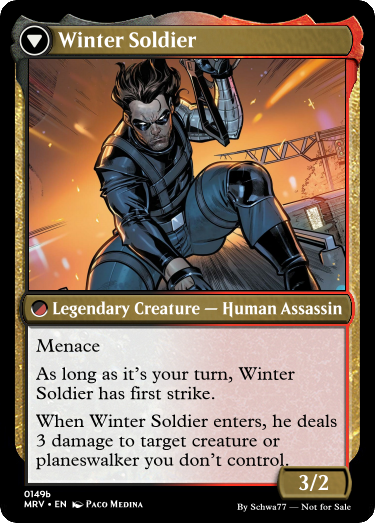 Winter Soldier
Legendary Creature — Human Assassin
Menace
As long as it's your turn, Winter
Soldier has first strike.
When Winter Soldier enters, he deals
3 damage to target creature or
planeswalker you don't control.
3/2
0149b
MRV • EN Paco Medina
By Schwa77 — Not for Sale